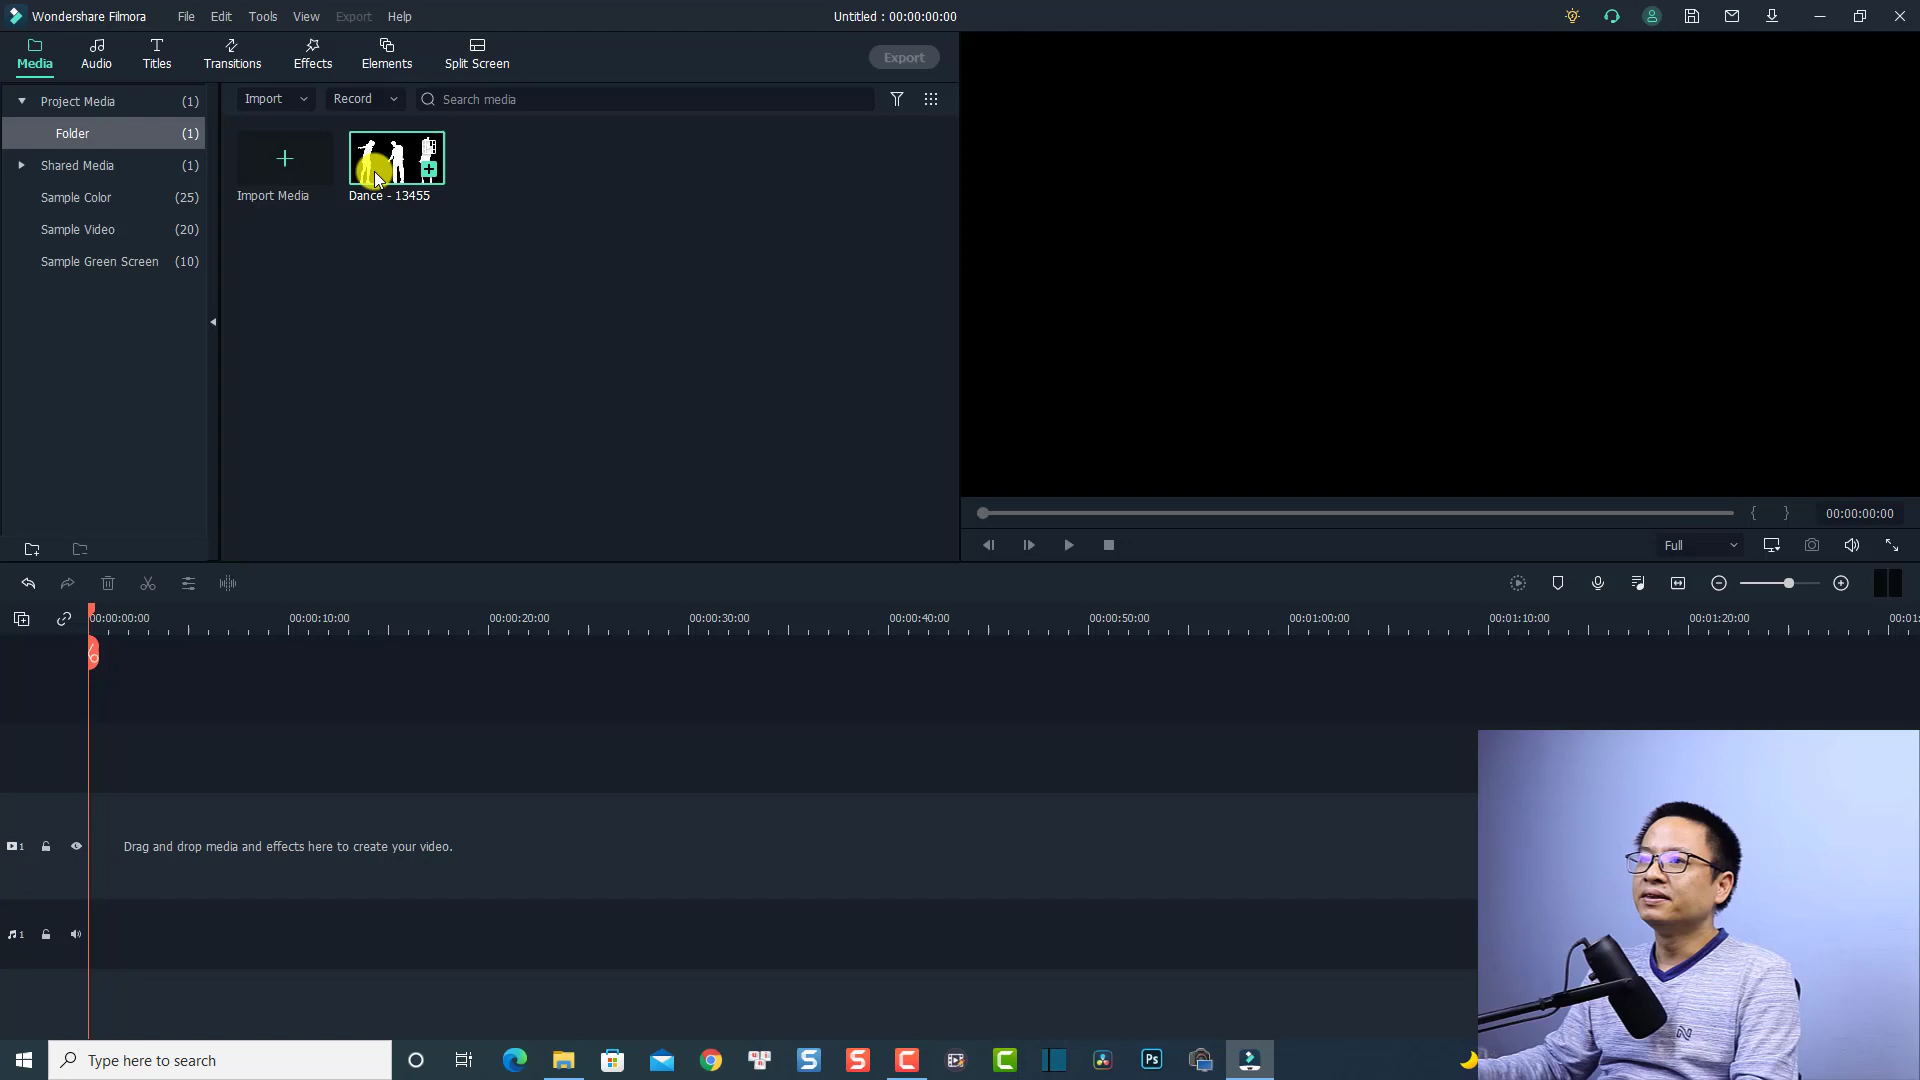 Wondershare Filmora File Edit Tools View Export Help Untitled : 00:00:00:00
Media Audio Titles Transitions Effects Elements Split Screen Export
Project Media (1) Import Record Search media
Folder (1)
Shared Media (1)
Import Media Dance - 13455
Sample Color (25)
Sample Video (20)
Sample Green Screen (10)
{ } 00:00:00:00
Full
00:00:00:00 00:00:10:00 00:00:20:00 00:00:30:00 00:00:40:00 00:00:50:00 00:01:00:00 00:01:10:00 00:01:20:00 00:01:
1 Drag and drop media and effects here to create your video.
1
Type here to search Ps